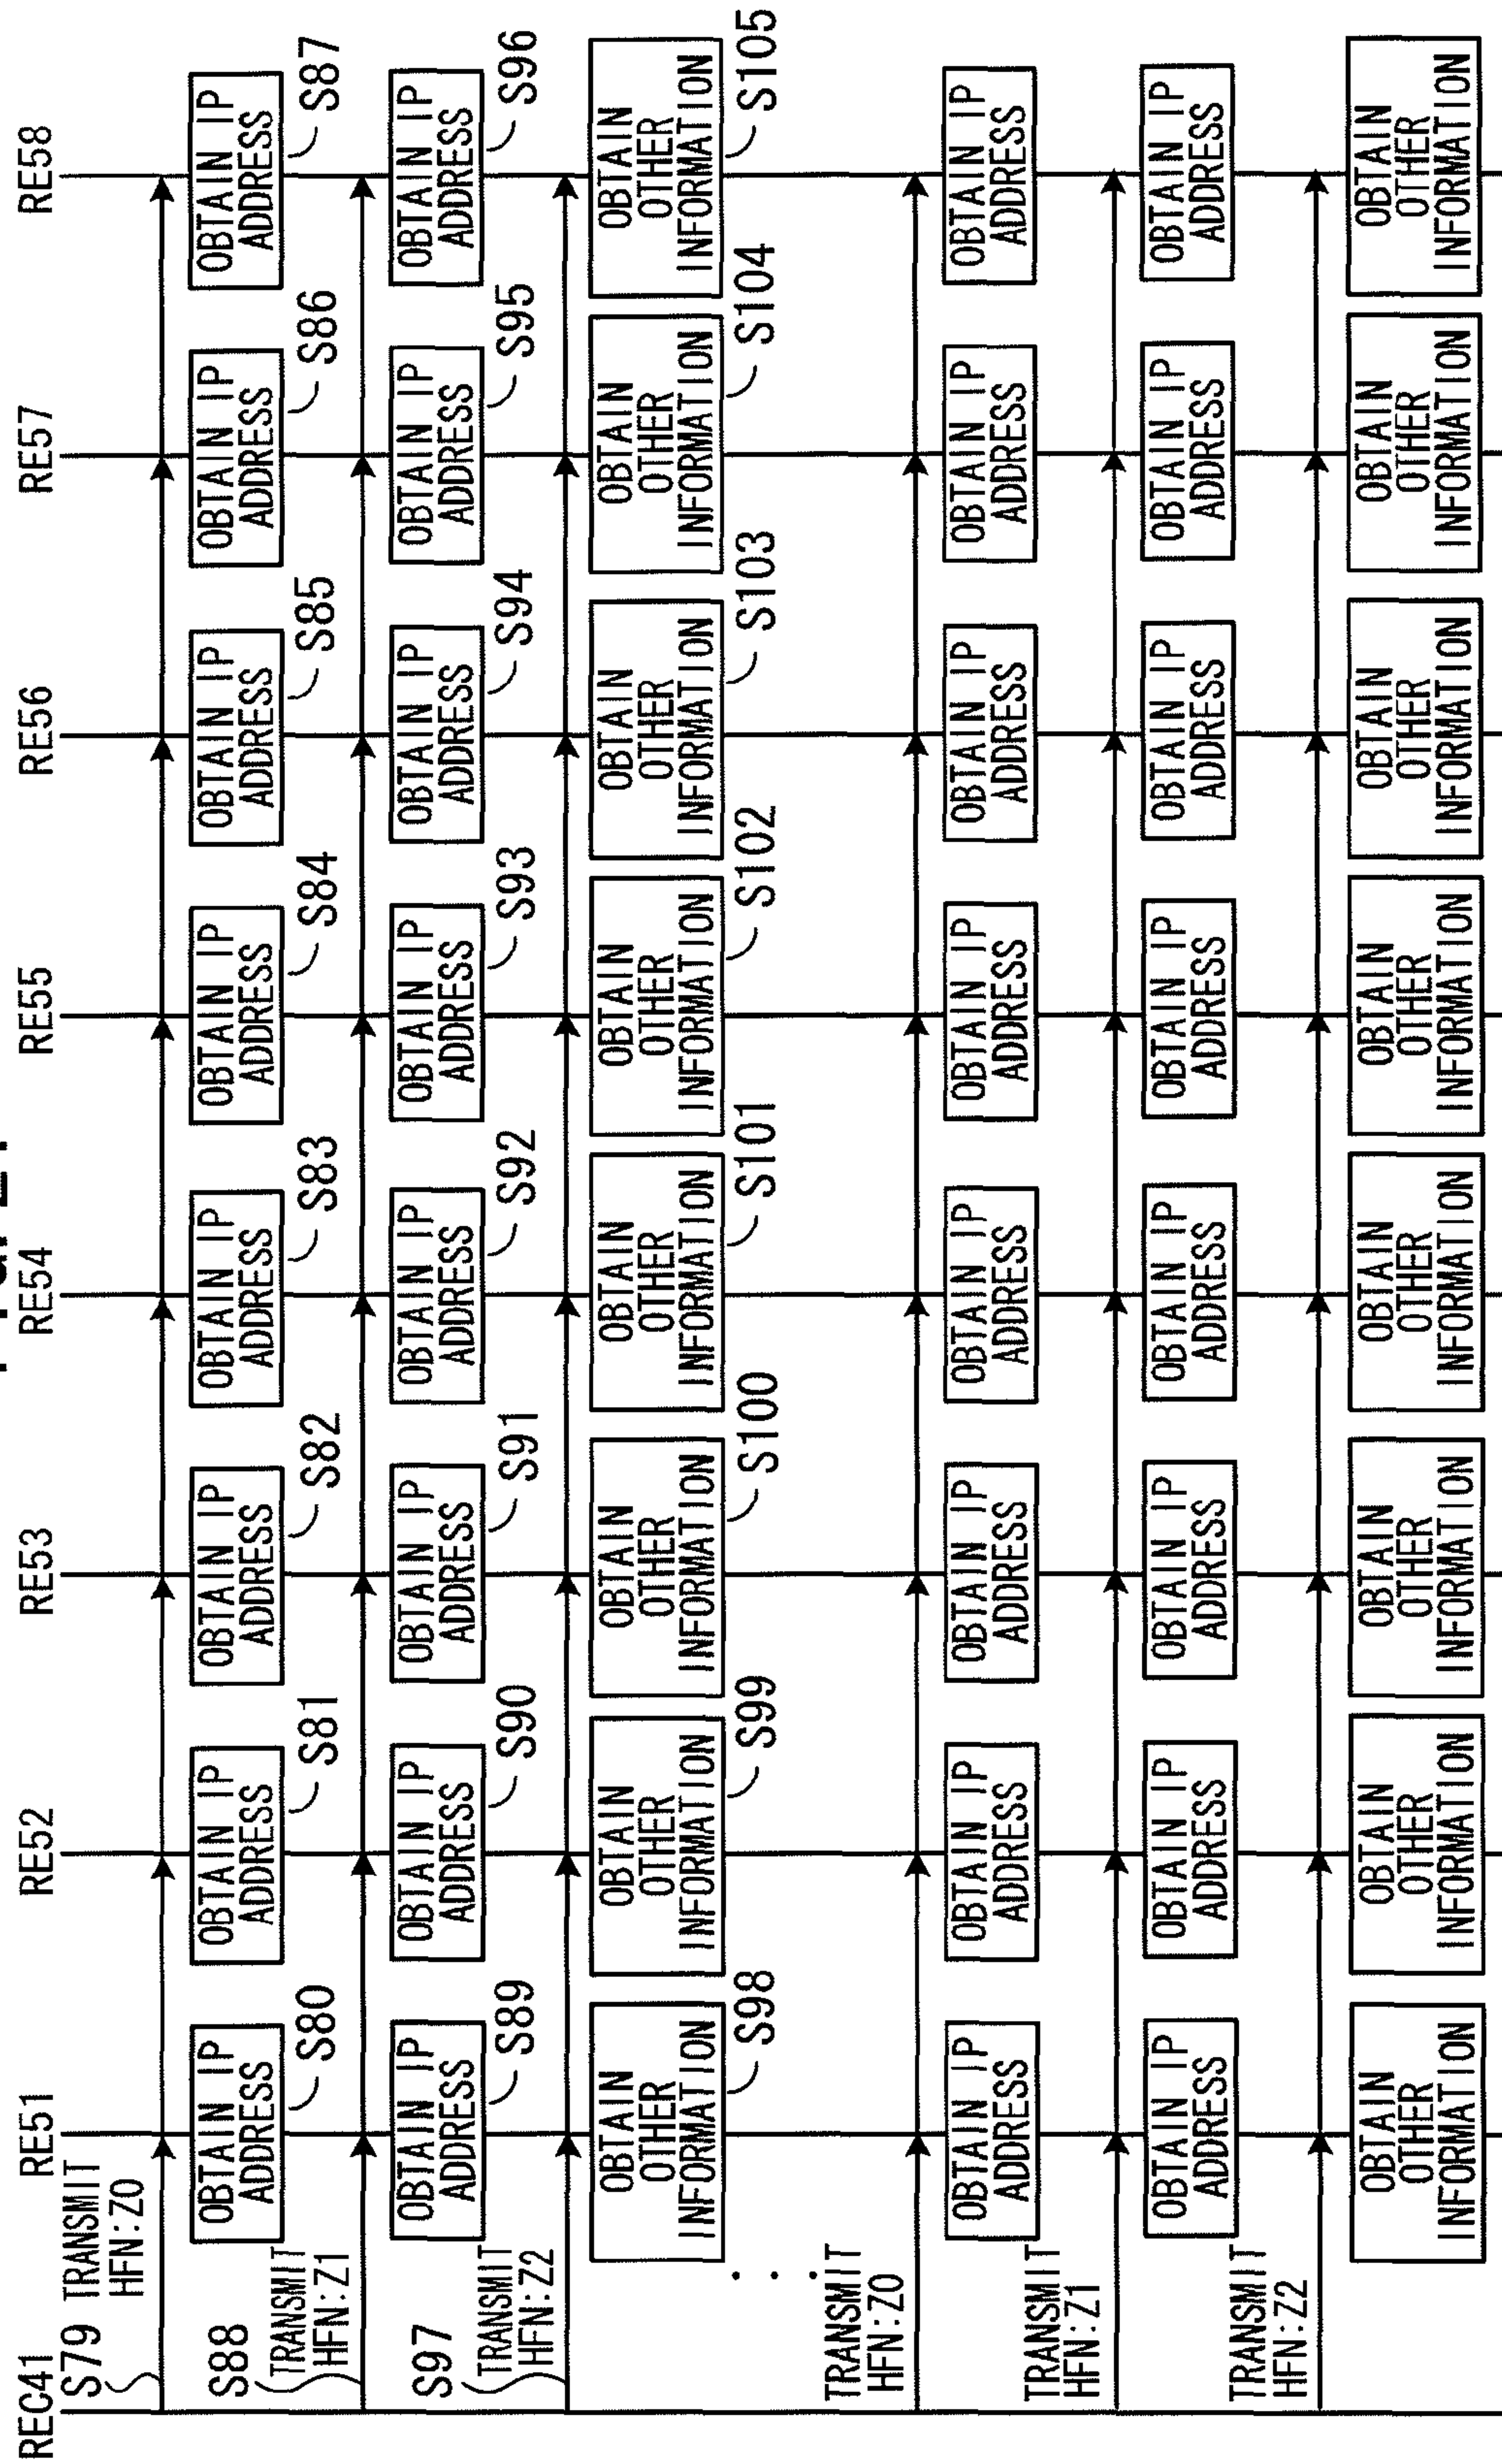 REC41
RE51
RE52
RE53
RE54
RE55
RE56
RE57
RE58
S79
TRANSMIT
HFN:Z0
OBTAIN IP
ADDRESS
S80
OBTAIN IP
ADDRESS
S81
OBTAIN IP
ADDRESS
S82
OBTAIN IP
ADDRESS
S83
OBTAIN IP
ADDRESS
S84
OBTAIN IP
ADDRESS
S85
OBTAIN IP
ADDRESS
S86
OBTAIN IP
ADDRESS
S87
S88
TRANSMIT
HFN:Z1
OBTAIN IP
ADDRESS
S89
OBTAIN IP
ADDRESS
S90
OBTAIN IP
ADDRESS
S91
OBTAIN IP
ADDRESS
S92
OBTAIN IP
ADDRESS
S93
OBTAIN IP
ADDRESS
S94
OBTAIN IP
ADDRESS
S95
OBTAIN IP
ADDRESS
S96
S97
TRANSMIT
HFN:Z2
OBTAIN
OTHER
INFORMATION
S98
OBTAIN
OTHER
INFORMATION
S99
OBTAIN
OTHER
INFORMATION
S100
OBTAIN
OTHER
INFORMATION
S101
OBTAIN
OTHER
INFORMATION
S102
OBTAIN
OTHER
INFORMATION
S103
OBTAIN
OTHER
INFORMATION
S104
OBTAIN
OTHER
INFORMATION
S105
. . .
TRANSMIT
HFN:Z0
OBTAIN IP
ADDRESS
OBTAIN IP
ADDRESS
OBTAIN IP
ADDRESS
OBTAIN IP
ADDRESS
OBTAIN IP
ADDRESS
OBTAIN IP
ADDRESS
OBTAIN IP
ADDRESS
OBTAIN IP
ADDRESS
TRANSMIT
HFN:Z1
OBTAIN IP
ADDRESS
OBTAIN IP
ADDRESS
OBTAIN IP
ADDRESS
OBTAIN IP
ADDRESS
OBTAIN IP
ADDRESS
OBTAIN IP
ADDRESS
OBTAIN IP
ADDRESS
OBTAIN IP
ADDRESS
TRANSMIT
HFN:Z2
OBTAIN
OTHER
INFORMATION
OBTAIN
OTHER
INFORMATION
OBTAIN
OTHER
INFORMATION
OBTAIN
OTHER
INFORMATION
OBTAIN
OTHER
INFORMATION
OBTAIN
OTHER
INFORMATION
OBTAIN
OTHER
INFORMATION
OBTAIN
OTHER
INFORMATION